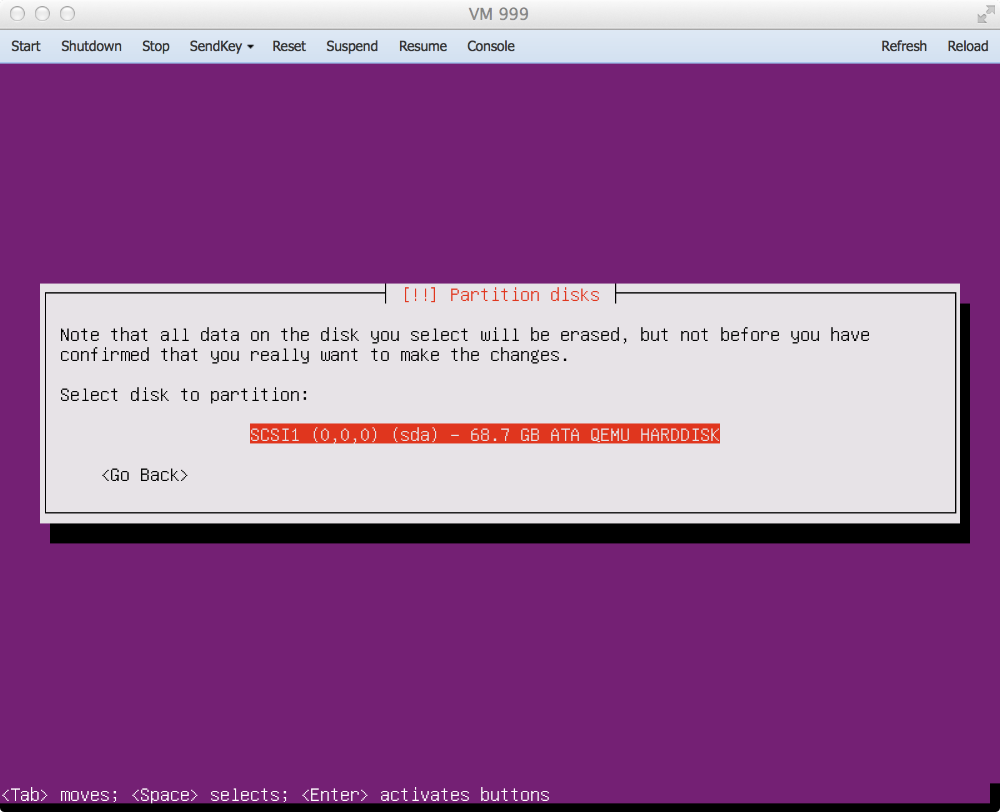 VM 999
Start Shutdown Stop SendKey Reset Suspend Resume Console Refresh Reload
[!!] Partition disks
Note that all data on the disk you select will be erased, but not before you have
confirmed that you really want to make the changes.
Select disk to partition:
SCSI1 (0,0,0) (sda) - 68.7 GB ATA QEMU HARDDISK
<Go Back>
<Tab> moves; <Space> selects; <Enter> activates buttons